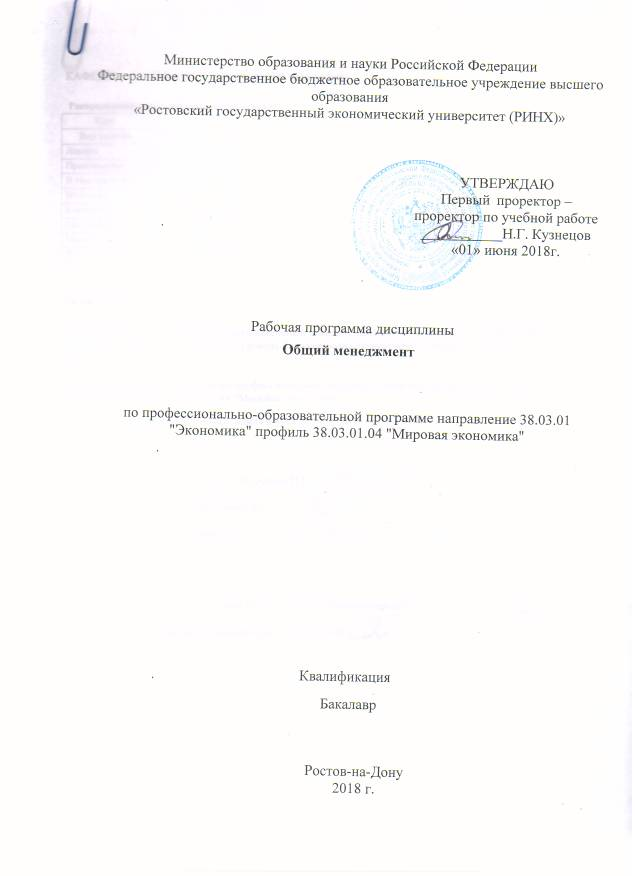 Министерство образования и науки Российской Федерации
Федеральное государственное бюджетное образовательное учреждение высшего
образования
«Ростовский государственный экономический университет (РИНХ)»
УТВЕРЖДАЮ
Первый проректор –
проректор по учебной работе
Н.Г. Кузнецов
«01» июня 2018г.
Рабочая программа дисциплины
Общий менеджмент
по профессионально-образовательной программе направление 38.03.01
"Экономика" профиль 38.03.01.04 "Мировая экономика"
Квалификация
Бакалавр
Ростов-на-Дону
2018 г.